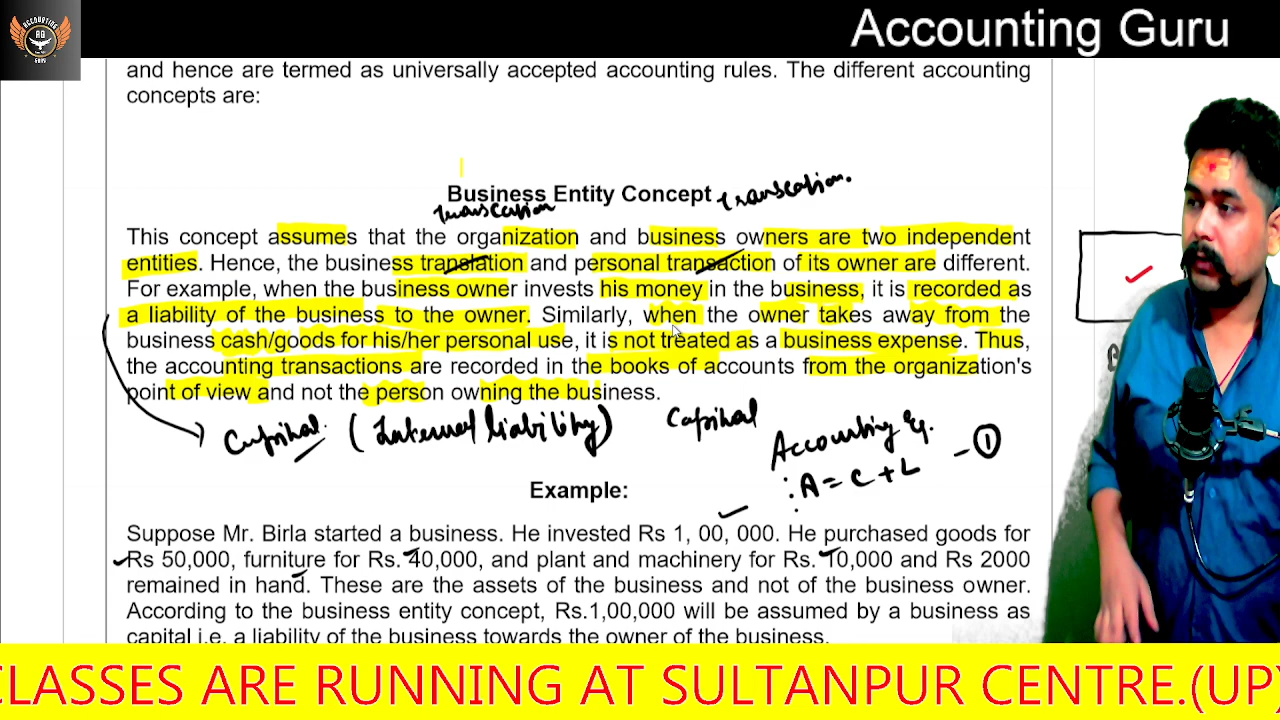 Accounting Guru
ACCOUNTING
AG
GURU
and hence are termed as universally accepted accounting rules. The different accounting
concepts are:
Business Entity Concept
transcation.
transcation
This concept assumes that the organization and business owners are two independent
entities. Hence, the business translation and personal transaction of its owner are different.
For example, when the business owner invests his money in the business, it is recorded as
a liability of the business to the owner. Similarly, when the owner takes away from the
business cash/goods for his/her personal use, it is not treated as a business expense. Thus,
the accounting transactions are recorded in the books of accounts from the organization's
point of view and not the person owning the business.
Capital. (Internal liability) Capital
Accounting Eq.
A = C + L - 1
Example:
Suppose Mr. Birla started a business. He invested Rs 1, 00, 000. He purchased goods for
Rs 50,000, furniture for Rs. 40,000, and plant and machinery for Rs. 10,000 and Rs 2000
remained in hand. These are the assets of the business and not of the business owner.
According to the business entity concept, Rs.1,00,000 will be assumed by a business as
capital i.e. a liability of the business towards the owner of the business.
CLASSES ARE RUNNING AT SULTANPUR CENTRE.(UP)